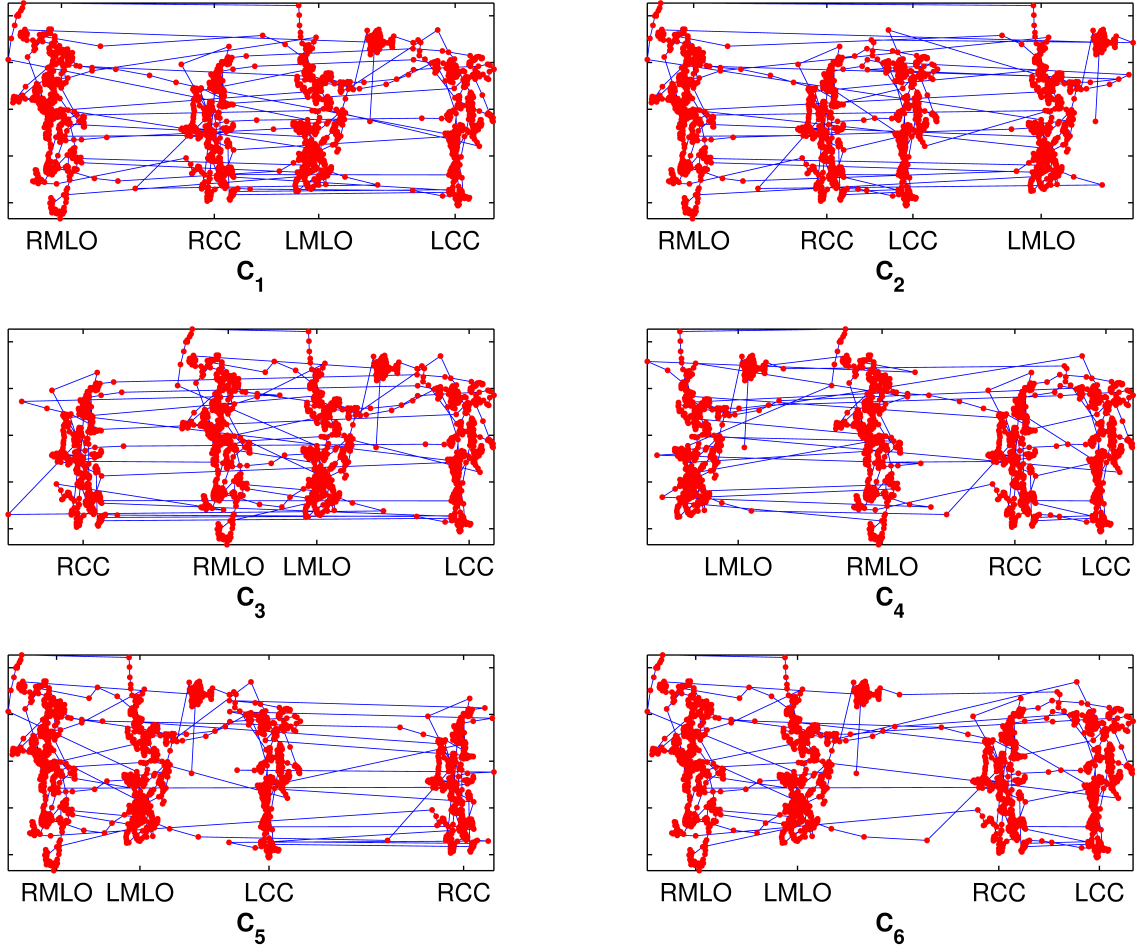 RMLO RCC LMLO LCC
C1
RMLO RCC LCC LMLO
C2
RCC RMLO LMLO LCC
C3
LMLO RMLO RCC LCC
C4
RMLO LMLO LCC RCC
C5
RMLO LMLO RCC LCC
C6